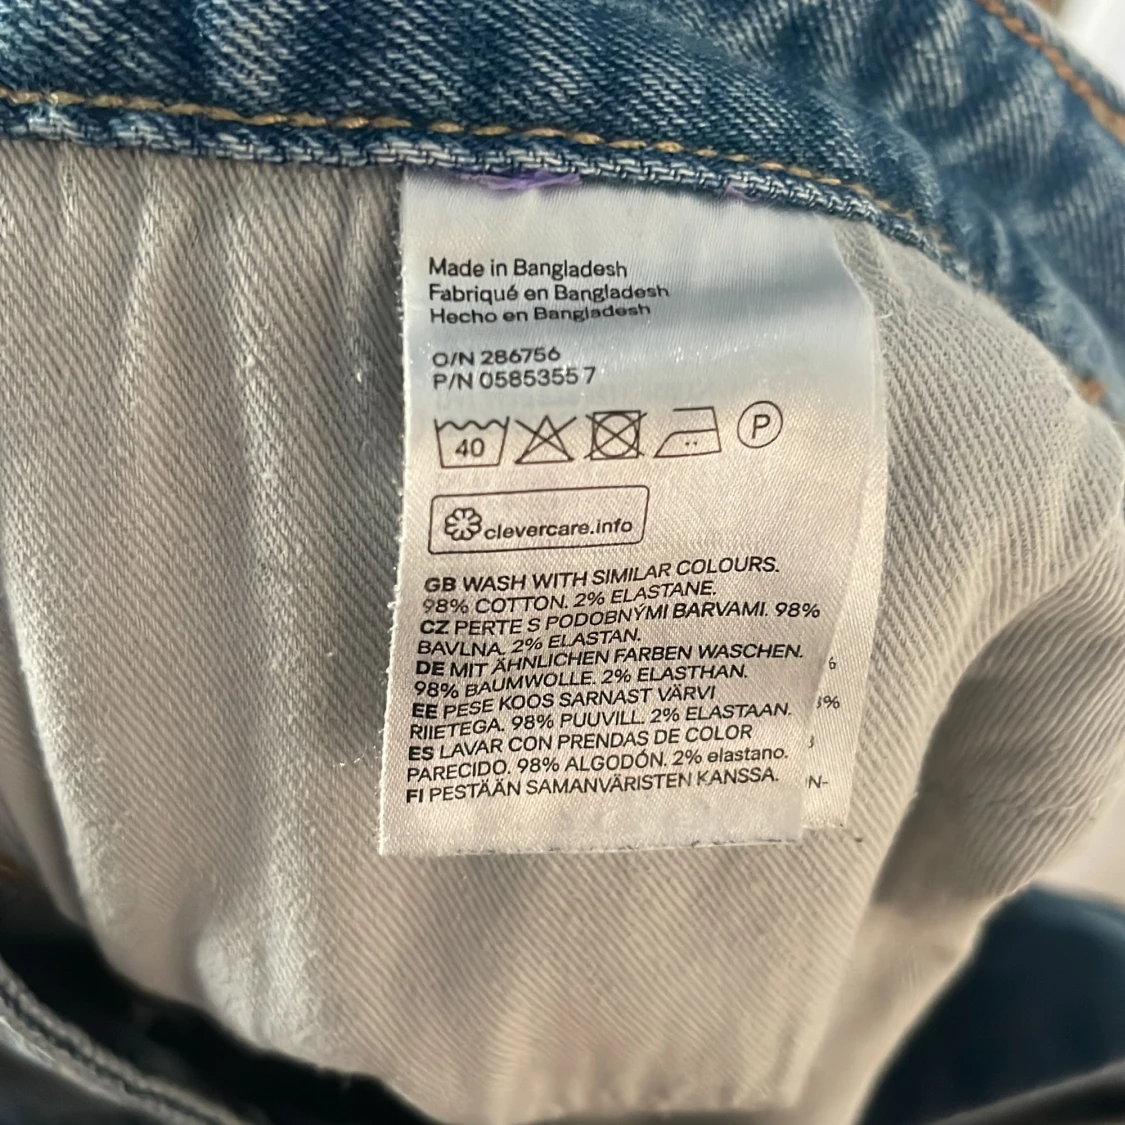 Made in Bangladesh
Fabriqué en Bangladesh
Hecho en Bangladesh
O/N 286756
P/N 05853557
40
P
clevercare.info
GB WASH WITH SIMILAR COLOURS.
98% COTTON. 2% ELASTANE.
CZ PERTE S PODOBNÝMI BARVAMI. 98%
BAVLNA. 2% ELASTAN.
DE MIT ÄHNLICHEN FARBEN WASCHEN.
98% BAUMWOLLE. 2% ELASTHAN.
EE PESE KOOS SARNAST VÄRVI
RIIETEGA. 98% PUUVILL. 2% ELASTAAN.
ES LAVAR CON PRENDAS DE COLOR
PARECIDO. 98% ALGODÓN. 2% elastano.
FI PESTÄÄN SAMANVÄRISTEN KANSSA.